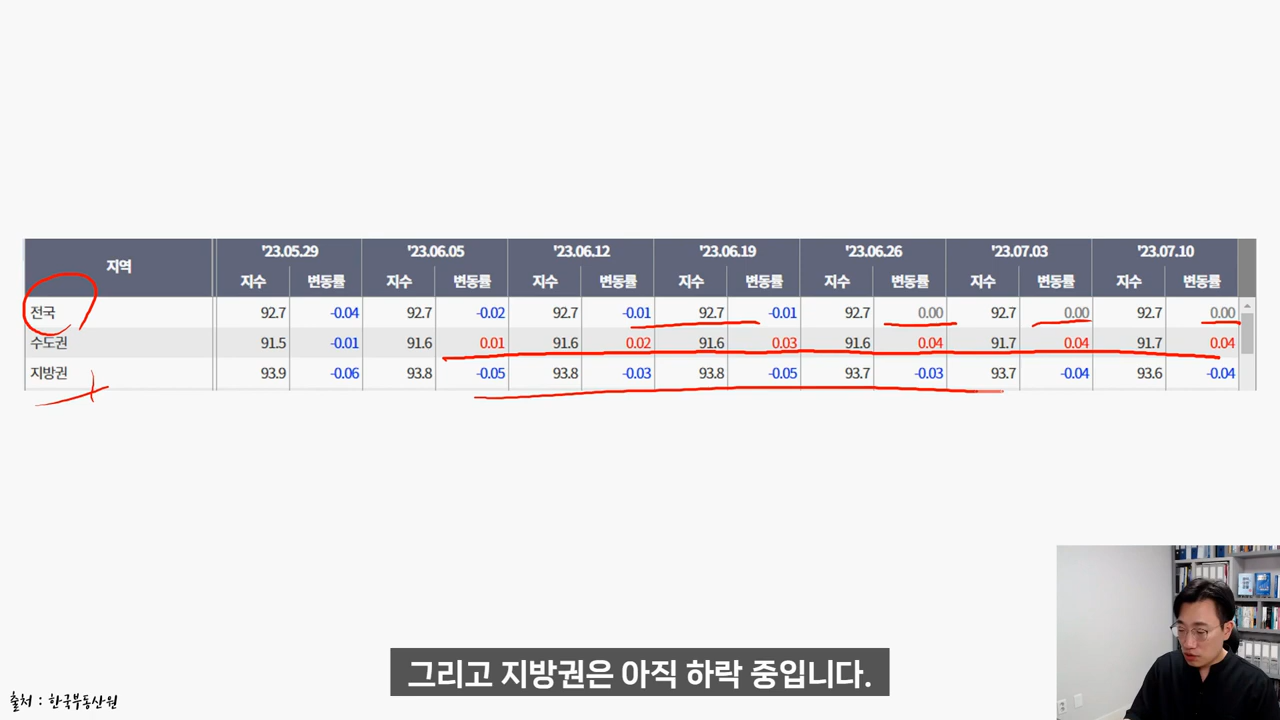 지역 '23.05.29 '23.06.05 '23.06.12 '23.06.19 '23.06.26 '23.07.03 '23.07.10
지수 변동률 지수 변동률 지수 변동률 지수 변동률 지수 변동률 지수 변동률 지수 변동률
전국 92.7 -0.04 92.7 -0.02 92.7 -0.01 92.7 -0.01 92.7 0.00 92.7 0.00 92.7 0.00
수도권 91.5 -0.01 91.6 0.01 91.6 0.02 91.6 0.03 91.6 0.04 91.7 0.04 91.7 0.04
지방권 93.9 -0.06 93.8 -0.05 93.8 -0.03 93.8 -0.05 93.7 -0.03 93.7 -0.04 93.6 -0.04
그리고 지방권은 아직 하락 중입니다.
출처 : 한국부동산원